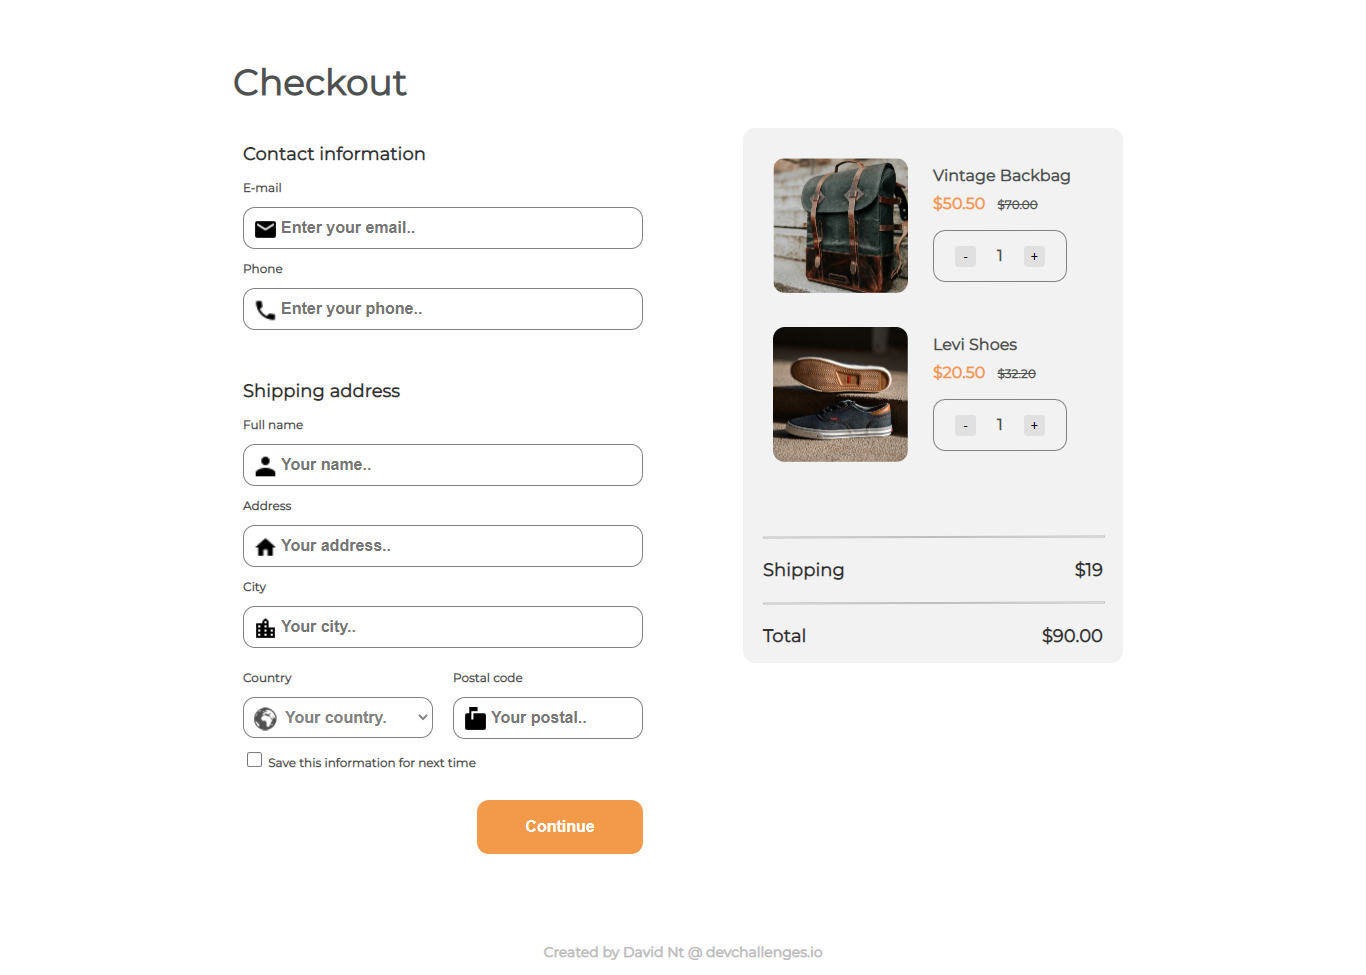 Checkout
Contact information
E-mail
Enter your email..
Phone
Enter your phone..
Shipping address
Full name
Your name..
Address
Your address..
City
Your city..
Country
Postal code
Your country.
Your postal..
Save this information for next time
Continue
Vintage Backbag
$50.50 $70.00
- 1 +
Levi Shoes
$20.50 $32.20
- 1 +
Shipping $19
Total $90.00
Created by David Nt @ devchallenges.io